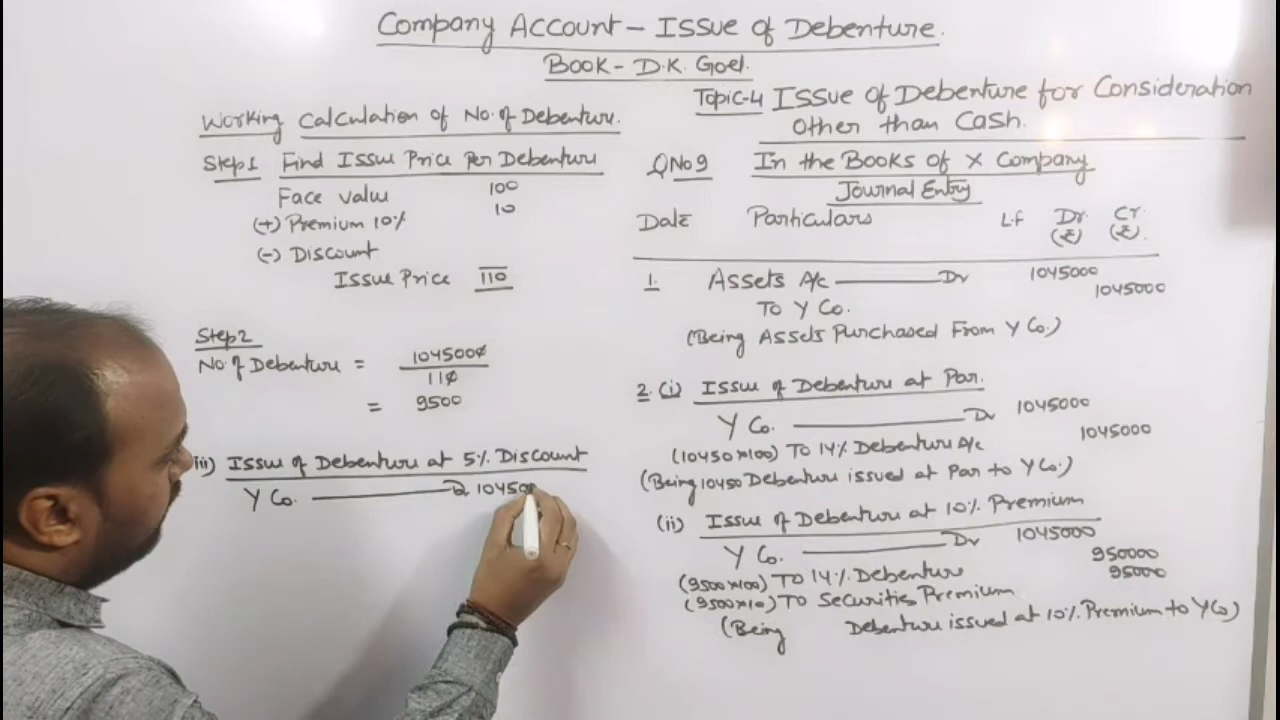 Company Account - Issue of Debenture.
Book - D.K. Goel.
Topic-4 Issue of Debenture for Consideration
Other than Cash.
Working Calculation of No. of Debenture.
Step1 Find Issue Price Per Debenture
Face value 100
(+) Premium 10% 10
(-) Discount
Issue Price 110
Step2
No. of Debenture = 1045000
110
= 9500
iii) Issue of Debenture at 5% Discount
Y Co. Dr 104500
QNo 9 In the Books of X Company
Journal Entry
Date Particulars L.f Dr. (₹) Cr (₹).
1. Assets A/c Dr 1045000
To Y Co. 1045000
(Being Assets Purchased From Y Co.)
2. (i) Issue of Debenture at Par.
Y Co. Dr 1045000
(10450×100) To 14% Debenture A/c 1045000
(Being 10450 Debenture issued at Par to Y Co.)
(ii) Issue of Debenture at 10% Premium
Y Co. Dr 1045000
(9500×100) To 14% Debenture 950000
(9500×10) To Securities Premium 95000
(Being Debenture issued at 10% Premium to Y Co)